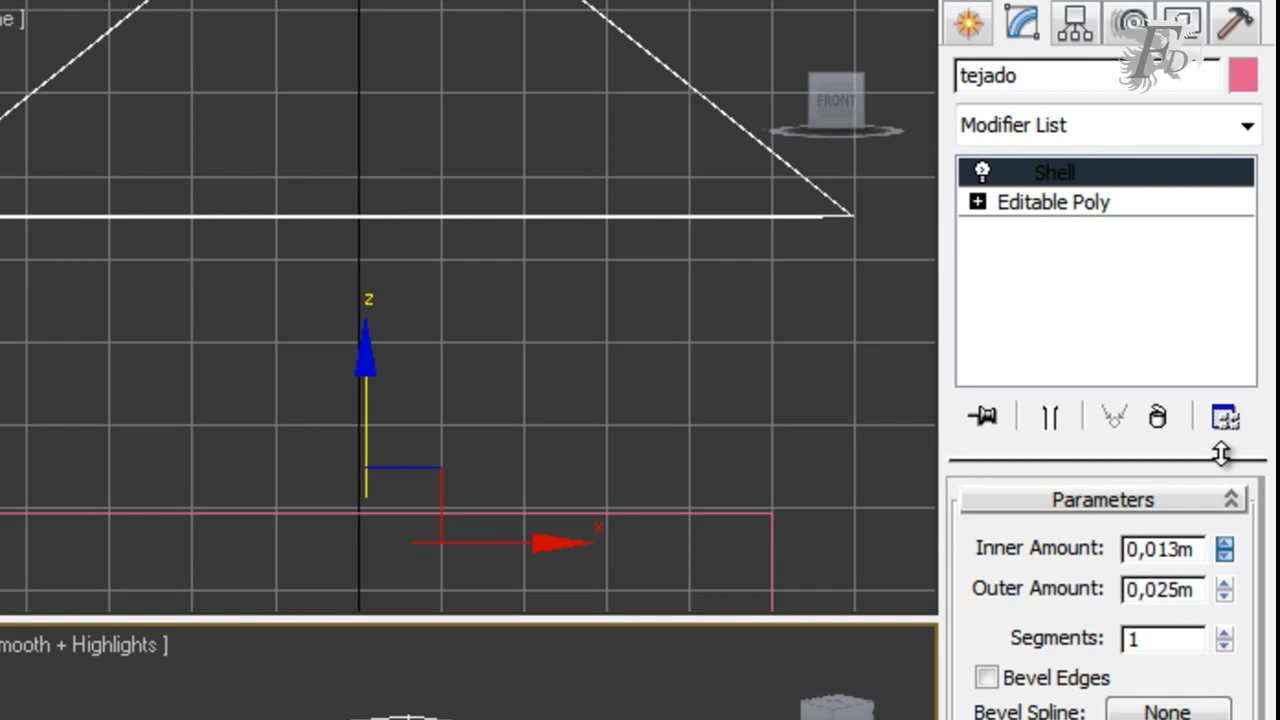 ne ]
FD
tejado
FRONT
Modifier List
Shell
Editable Poly
z
x
Parameters
Inner Amount: 0,013m
Outer Amount: 0,025m
Segments: 1
mooth + Highlights ]
Bevel Edges
Bevel Spline: None